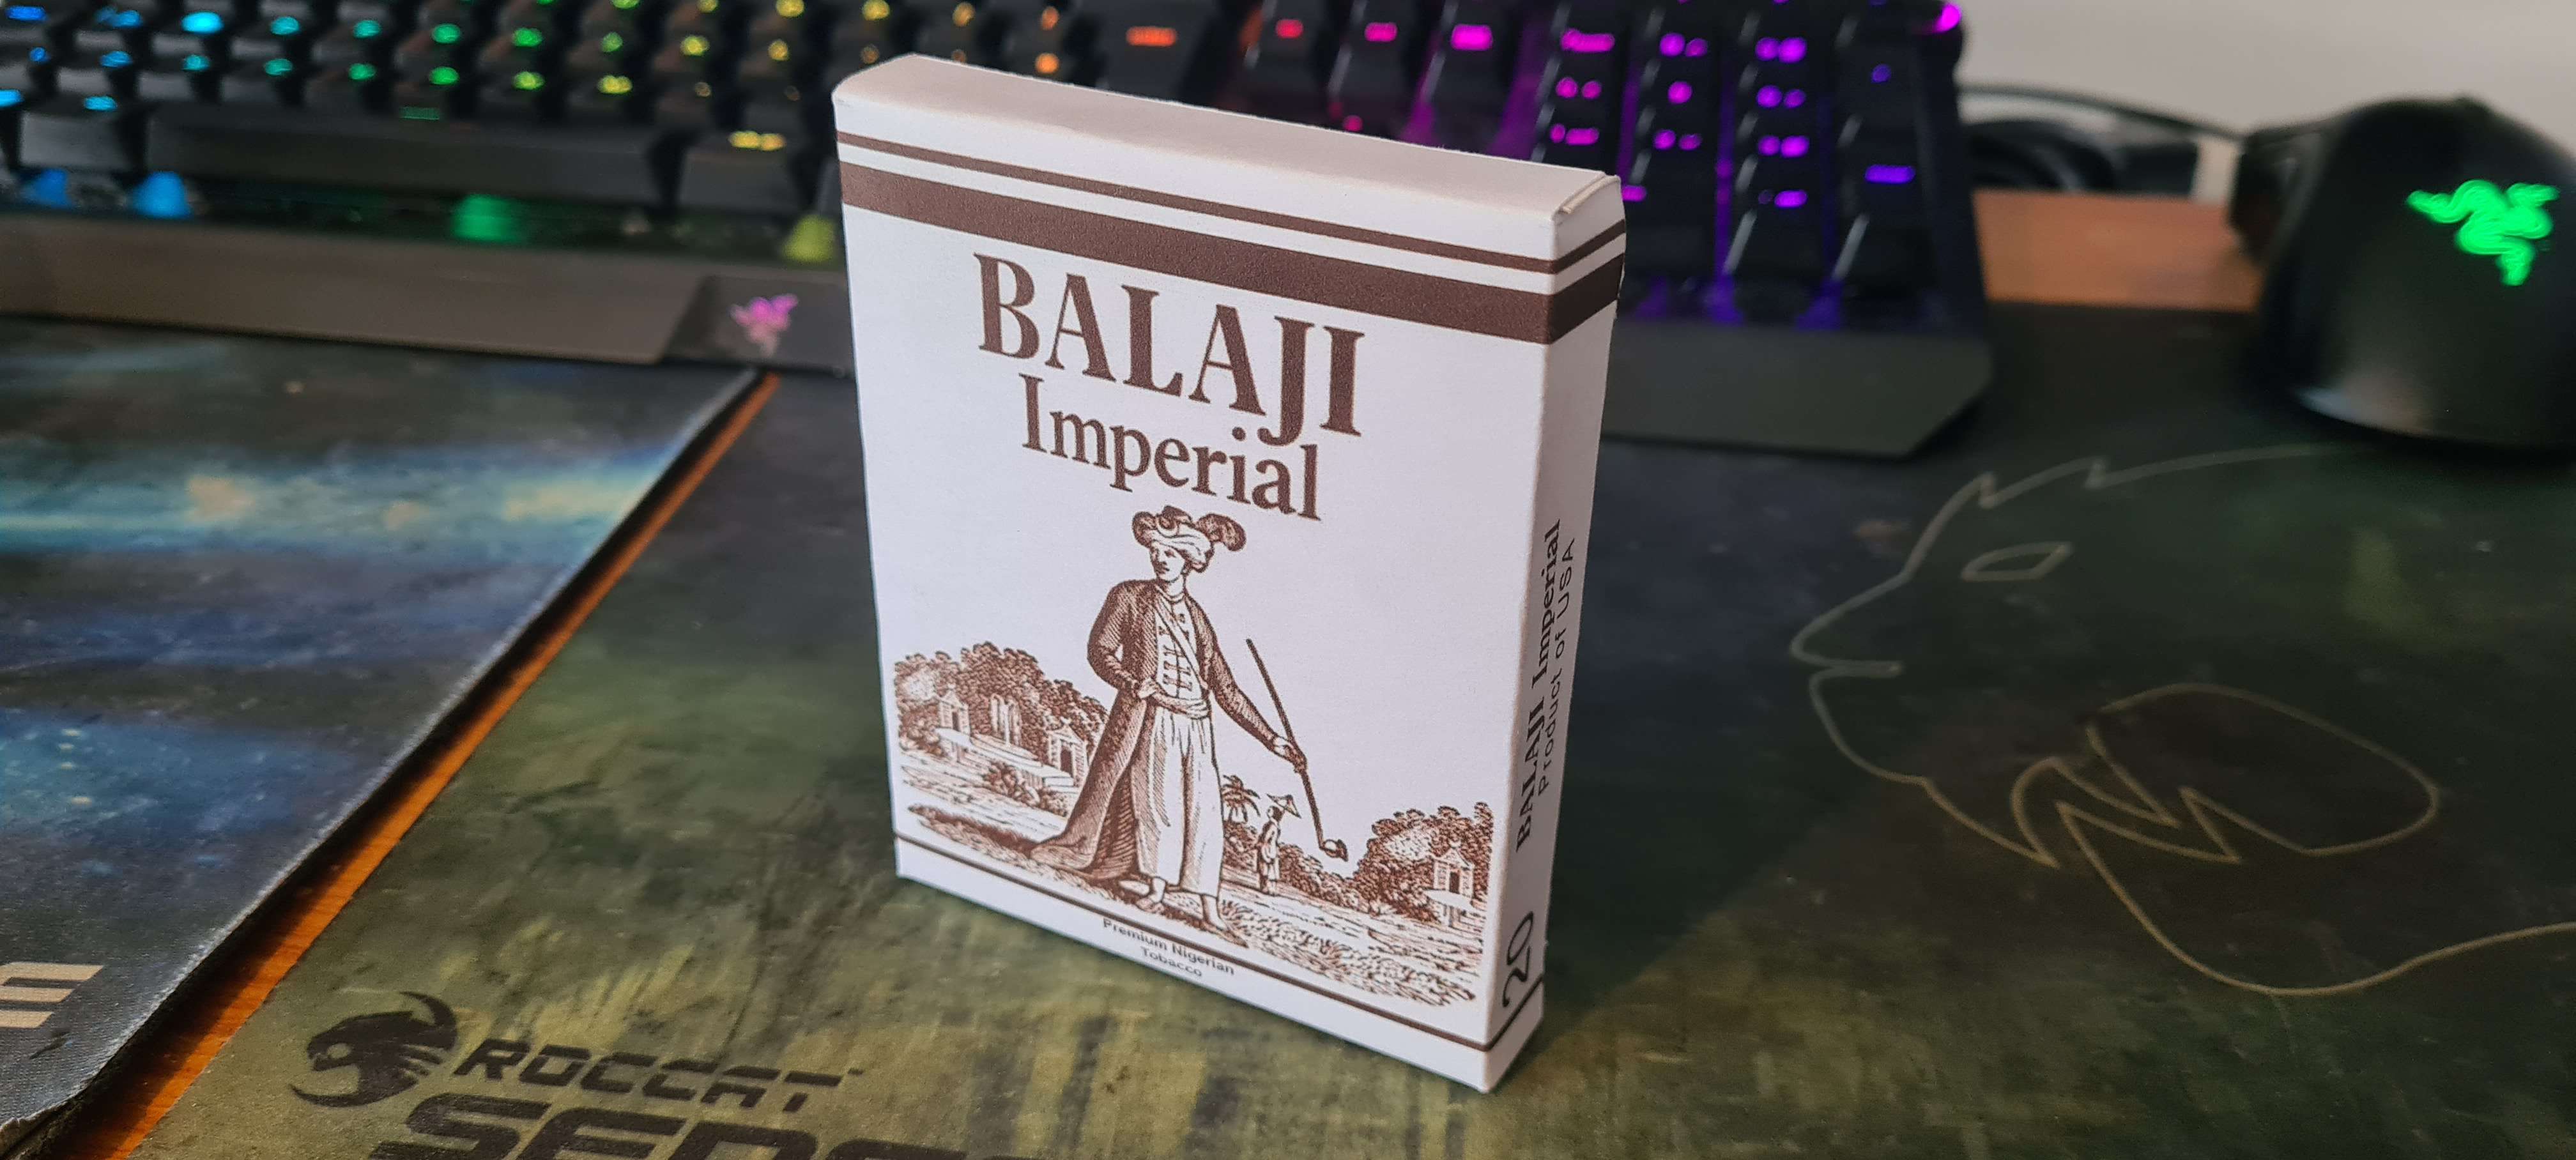 BALAJI
Imperial
Premium Nigerian
Tobacco
BALAJI Imperial
Product of USA
20
ROCCAT